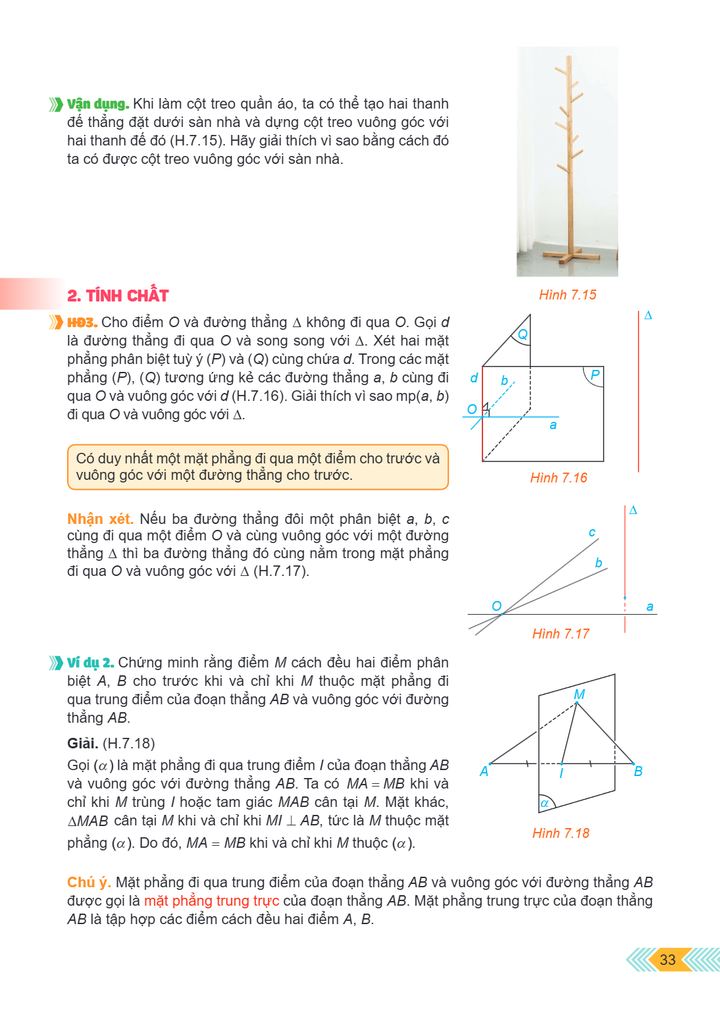 Vận dụng. Khi làm cột treo quần áo, ta có thể tạo hai thanh
đế thẳng đặt dưới sàn nhà và dựng cột treo vuông góc với
hai thanh đế đó (H.7.15). Hãy giải thích vì sao bằng cách đó
ta có được cột treo vuông góc với sàn nhà.
Hình 7.15
2. TÍNH CHẤT
HĐ3. Cho điểm O và đường thẳng Δ không đi qua O. Gọi d
là đường thẳng đi qua O và song song với Δ. Xét hai mặt
phẳng phân biệt tuỳ ý (P) và (Q) cùng chứa d. Trong các mặt
phẳng (P), (Q) tương ứng kẻ các đường thẳng a, b cùng đi
qua O và vuông góc với d (H.7.16). Giải thích vì sao mp(a, b)
đi qua O và vuông góc với Δ.
Δ
Q
d
b
P
O
a
Hình 7.16
Có duy nhất một mặt phẳng đi qua một điểm cho trước và
vuông góc với một đường thẳng cho trước.
Nhận xét. Nếu ba đường thẳng đôi một phân biệt a, b, c
cùng đi qua một điểm O và cùng vuông góc với một đường
thẳng Δ thì ba đường thẳng đó cùng nằm trong mặt phẳng
đi qua O và vuông góc với Δ (H.7.17).
Δ
c
b
O
a
Hình 7.17
Ví dụ 2. Chứng minh rằng điểm M cách đều hai điểm phân
biệt A, B cho trước khi và chỉ khi M thuộc mặt phẳng đi
qua trung điểm của đoạn thẳng AB và vuông góc với đường
thẳng AB.
Giải. (H.7.18)
Gọi (α) là mặt phẳng đi qua trung điểm I của đoạn thẳng AB
và vuông góc với đường thẳng AB. Ta có MA = MB khi và
chỉ khi M trùng I hoặc tam giác MAB cân tại M. Mặt khác,
ΔMAB cân tại M khi và chỉ khi MI ⊥ AB, tức là M thuộc mặt
phẳng (α). Do đó, MA = MB khi và chỉ khi M thuộc (α).
M
A
I
B
α
Hình 7.18
Chú ý. Mặt phẳng đi qua trung điểm của đoạn thẳng AB và vuông góc với đường thẳng AB
được gọi là mặt phẳng trung trực của đoạn thẳng AB. Mặt phẳng trung trực của đoạn thẳng
AB là tập hợp các điểm cách đều hai điểm A, B.
33